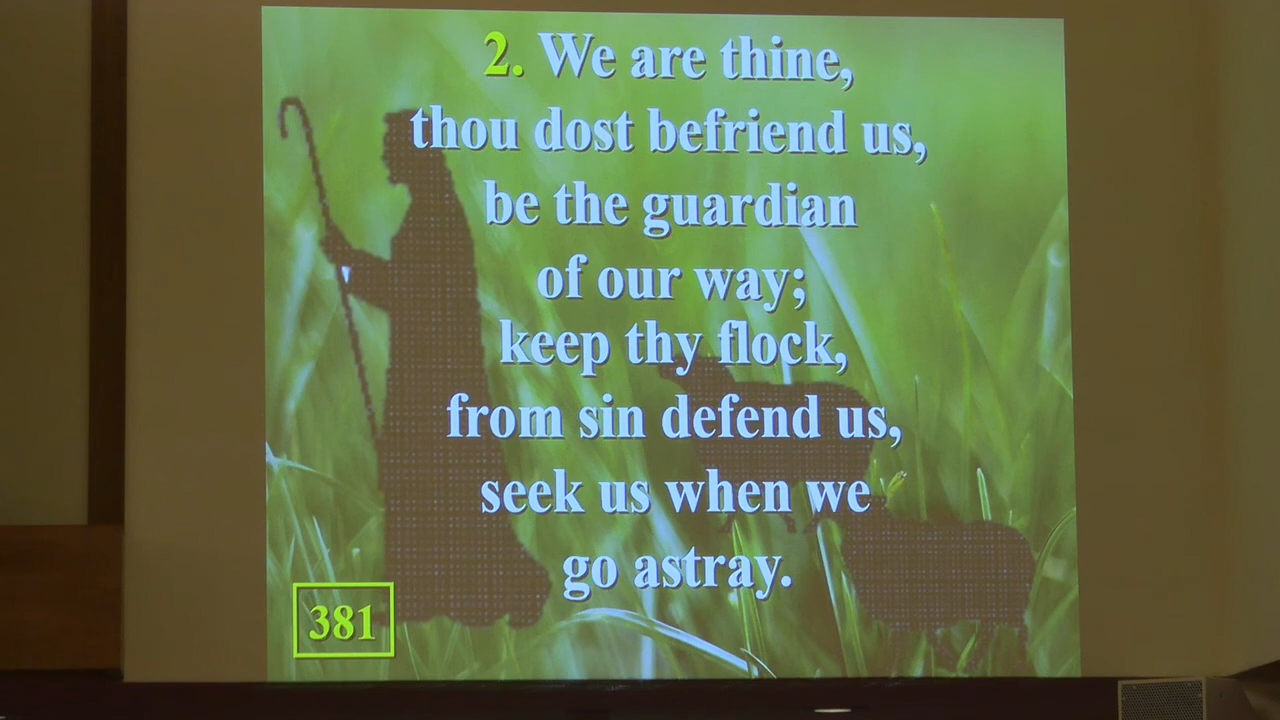 2. We are thine,
thou dost befriend us,
be the guardian
of our way;
keep thy flock,
from sin defend us,
seek us when we
go astray.
381